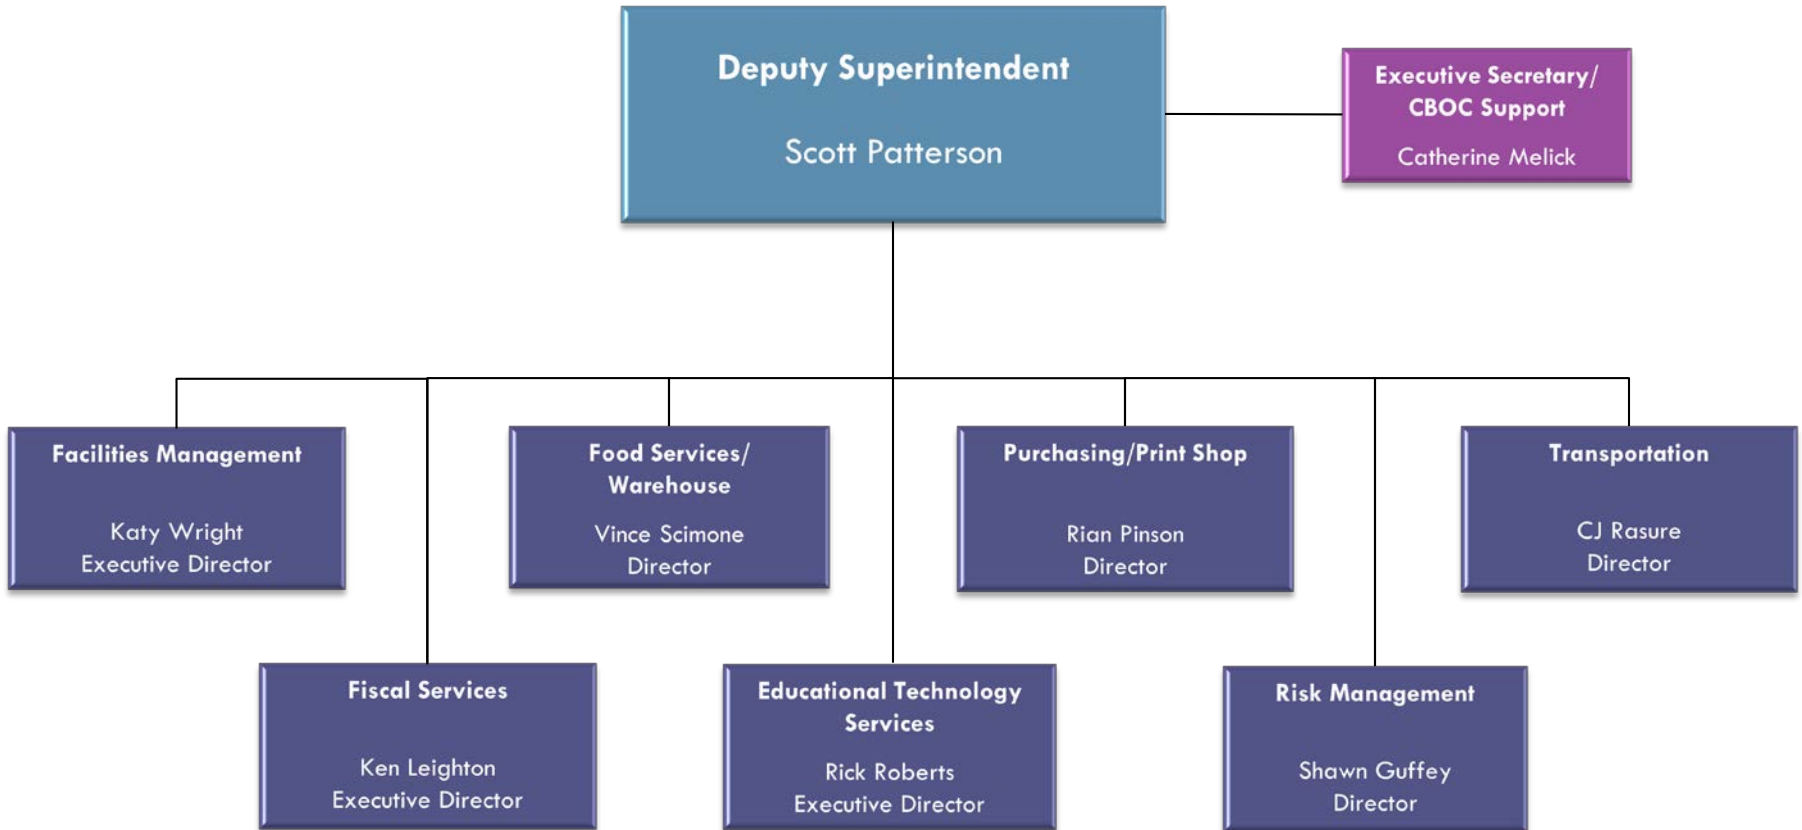 Deputy Superintendent
Scott Patterson
Executive Secretary/
CBOC Support
Catherine Melick
Facilities Management
Katy Wright
Executive Director
Food Services/
Warehouse
Vince Scimone
Director
Purchasing/Print Shop
Rian Pinson
Director
Transportation
CJ Rasure
Director
Fiscal Services
Ken Leighton
Executive Director
Educational Technology
Services
Rick Roberts
Executive Director
Risk Management
Shawn Guffey
Director